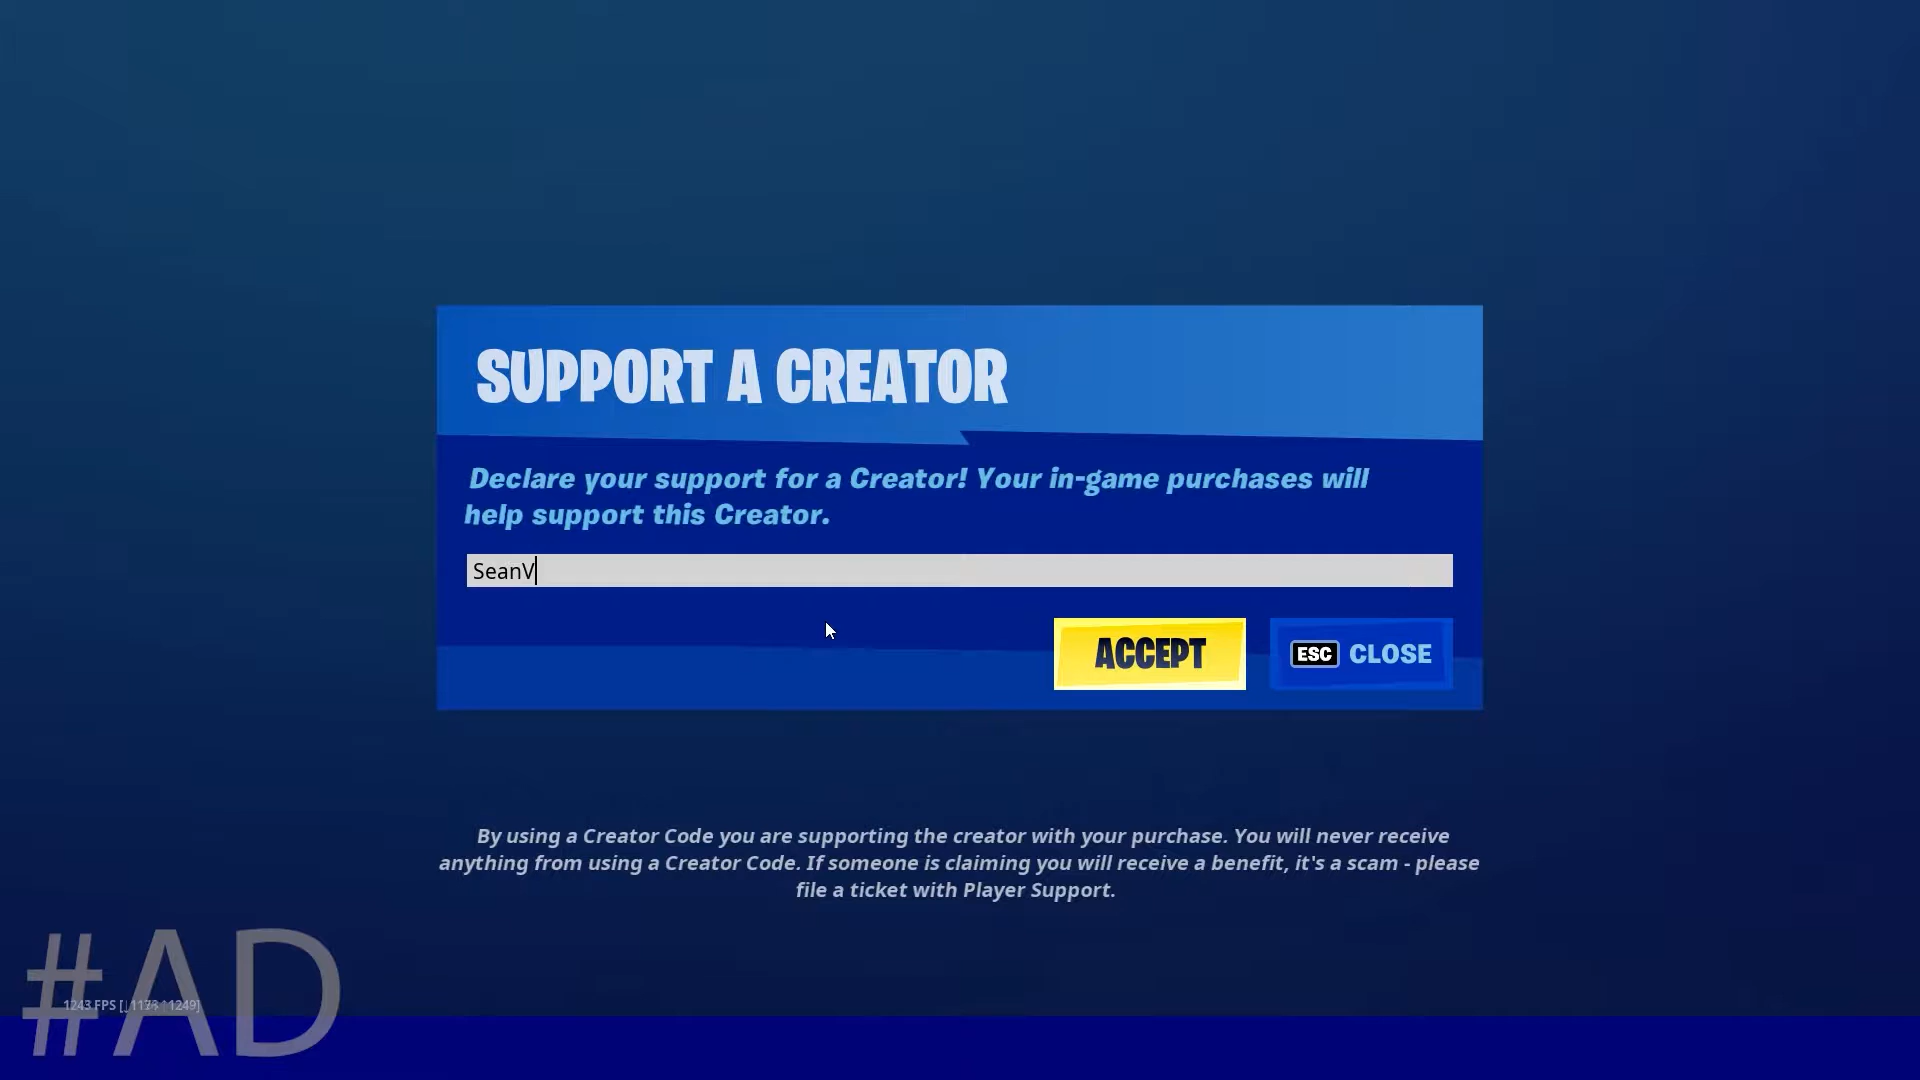 SUPPORT A CREATOR
Declare your support for a Creator! Your in-game purchases will
help support this Creator.
SeanV
ACCEPT
ESC CLOSE
By using a Creator Code you are supporting the creator with your purchase. You will never receive
anything from using a Creator Code. If someone is claiming you will receive a benefit, it's a scam - please
file a ticket with Player Support.
#AD
1243 FPS [
1249]